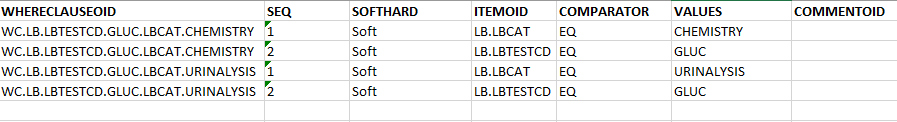 WHERECLAUSEOID SEQ SOFTHARD ITEMOID COMPARATOR VALUES COMMENTOID
WC.LB.LBTESTCD.GLUC.LBCAT.CHEMISTRY 1 Soft LB.LBCAT EQ CHEMISTRY
WC.LB.LBTESTCD.GLUC.LBCAT.CHEMISTRY 2 Soft LB.LBTESTCD EQ GLUC
WC.LB.LBTESTCD.GLUC.LBCAT.URINALYSIS 1 Soft LB.LBCAT EQ URINALYSIS
WC.LB.LBTESTCD.GLUC.LBCAT.URINALYSIS 2 Soft LB.LBTESTCD EQ GLUC